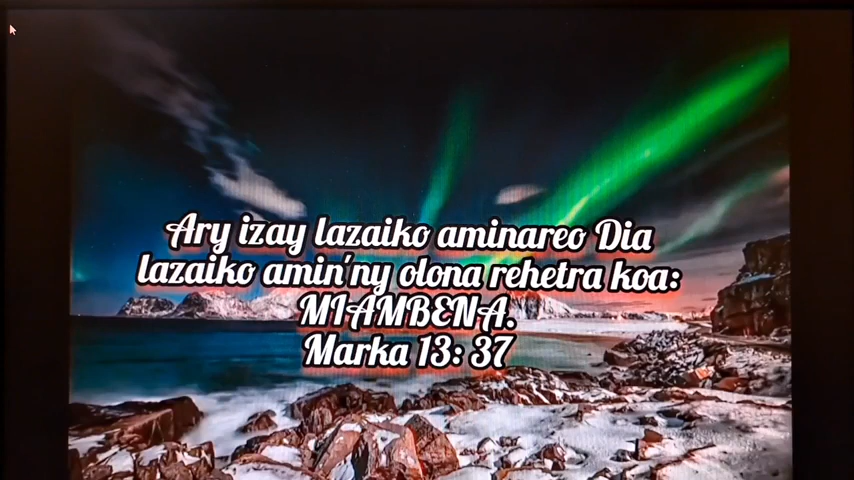 Ary izay lazaiko aminareo Dia
lazaiko amin'ny olona rehetra koa:
MIAMBENA.
Marka 13: 37